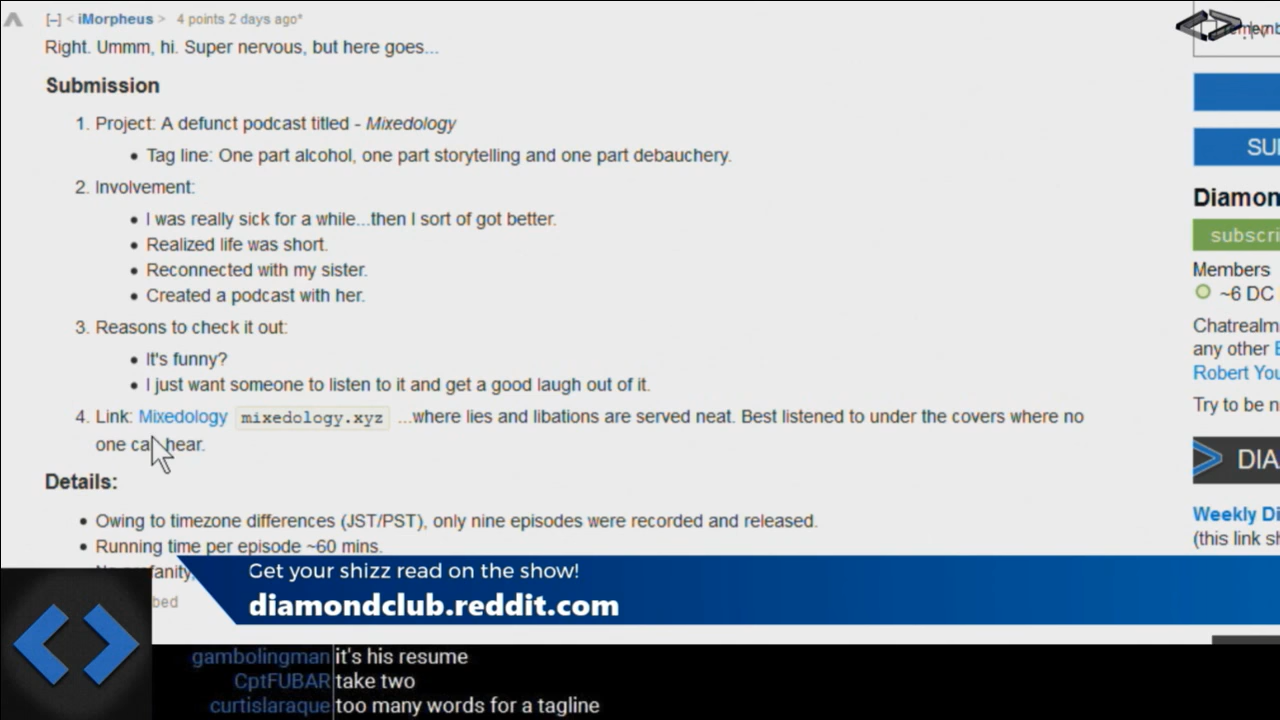 [–] < iMorpheus > 4 points 2 days ago*
Right. Ummm, hi. Super nervous, but here goes...
Submission
1. Project: A defunct podcast titled - Mixedology
• Tag line: One part alcohol, one part storytelling and one part debauchery.
2. Involvement:
• I was really sick for a while...then I sort of got better.
• Realized life was short.
• Reconnected with my sister.
• Created a podcast with her.
3. Reasons to check it out:
• It's funny?
• I just want someone to listen to it and get a good laugh out of it.
4. Link: Mixedology mixedology.xyz ...where lies and libations are served neat. Best listened to under the covers where no
one can hear.
Details:
• Owing to timezone differences (JST/PST), only nine episodes were recorded and released.
• Running time per episode ~60 mins.
SU
Diamon
subscri
Members
~6 DC
Chatrealm
any other
Robert You
Try to be n
DIA
Weekly Di
(this link sh
Get your shizz read on the show!
diamondclub.reddit.com
gambolingman it's his resume
CptFUBAR take two
curtislaraque too many words for a tagline